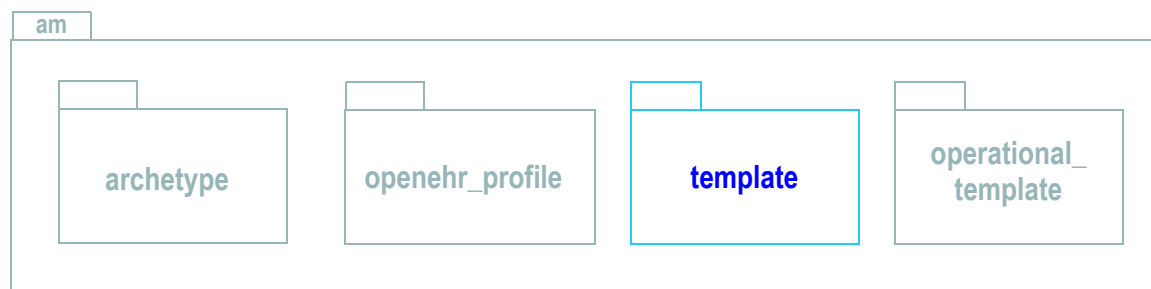 am
archetype
openehr_profile
template
operational_
template